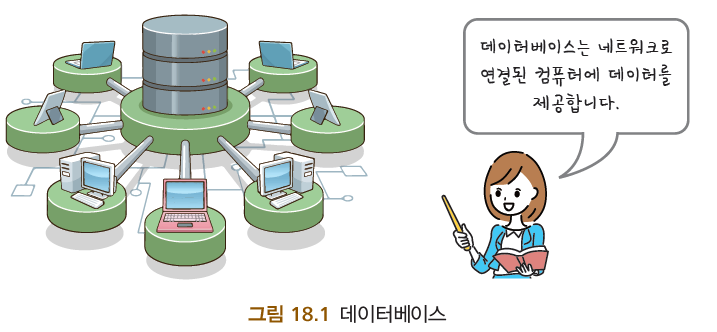 데이터베이스는 네트워크로
연결된 컴퓨터에 데이터를
제공합니다.
그림 18.1 데이터베이스